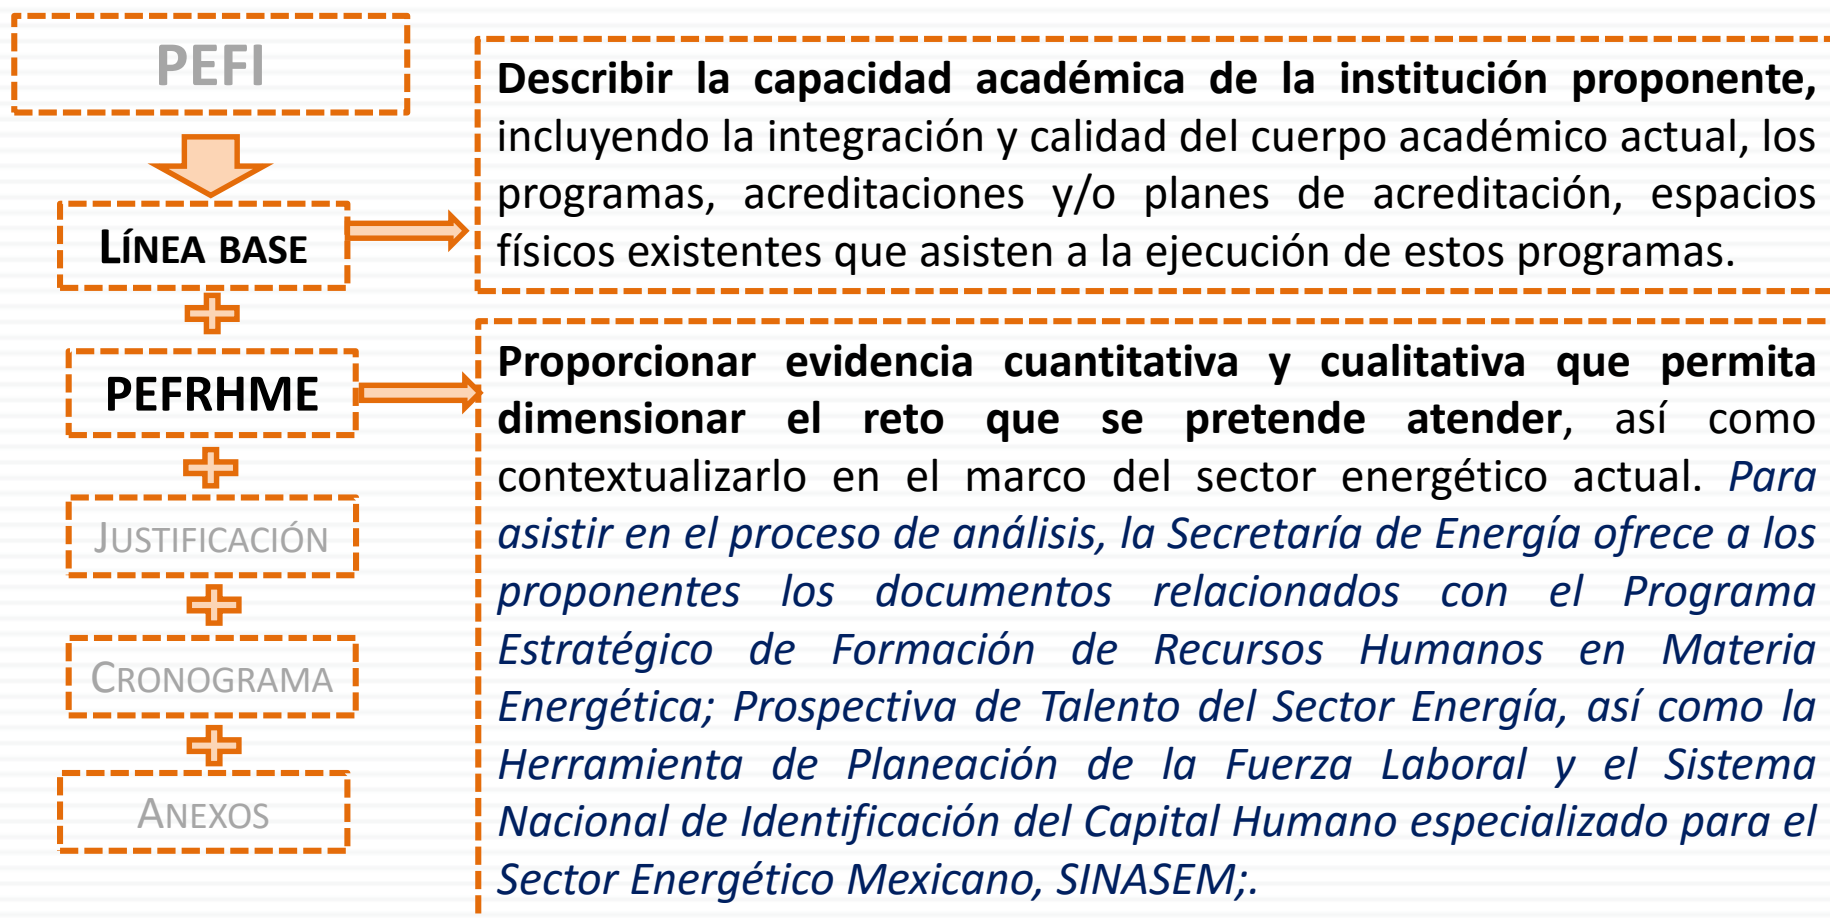 PEFI
LÍNEA BASE
PEFRHME
JUSTIFICACIÓN
CRONOGRAMA
ANEXOS
Describir la capacidad académica de la institución proponente,
incluyendo la integración y calidad del cuerpo académico actual, los
programas, acreditaciones y/o planes de acreditación, espacios
físicos existentes que asisten a la ejecución de estos programas.
Proporcionar evidencia cuantitativa y cualitativa que permita
dimensionar el reto que se pretende atender, así como
contextualizarlo en el marco del sector energético actual. Para
asistir en el proceso de análisis, la Secretaría de Energía ofrece a los
proponentes los documentos relacionados con el Programa
Estratégico de Formación de Recursos Humanos en Materia
Energética; Prospectiva de Talento del Sector Energía, así como la
Herramienta de Planeación de la Fuerza Laboral y el Sistema
Nacional de Identificación del Capital Humano especializado para el
Sector Energético Mexicano, SINASEM;.